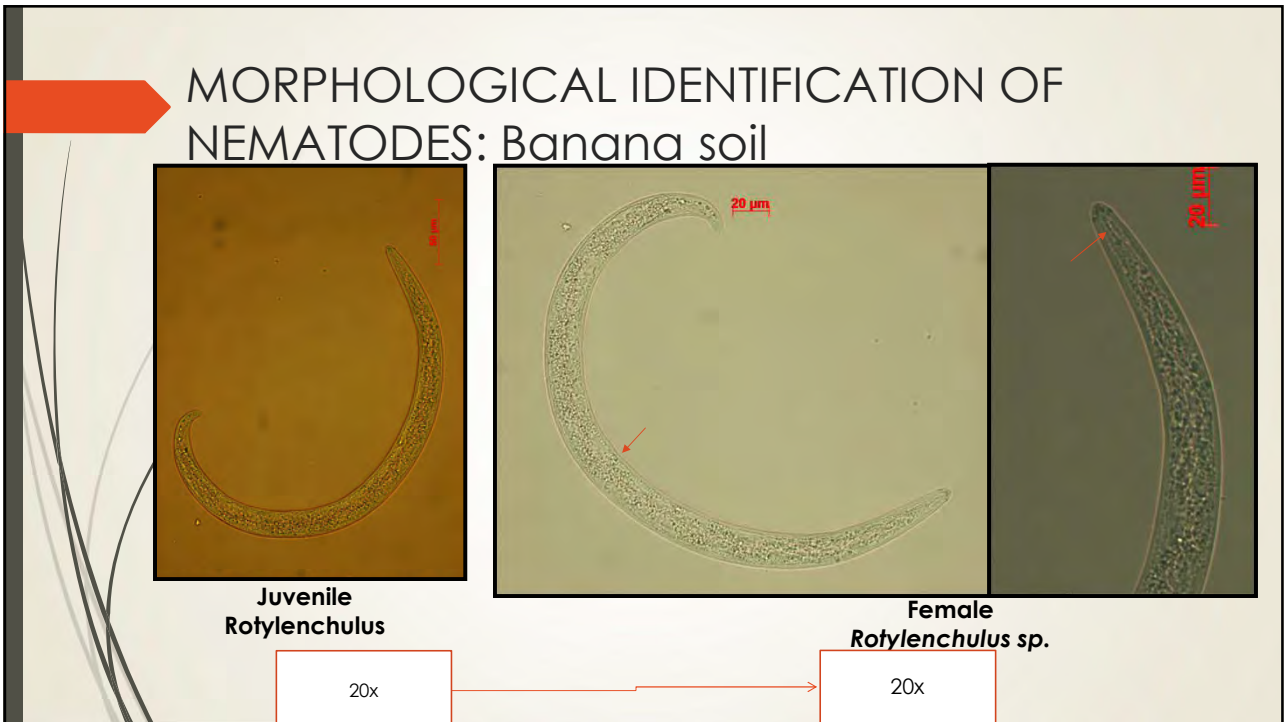 MORPHOLOGICAL IDENTIFICATION OF
NEMATODES: Banana soil
20 µm
20 µm
Juvenile
Rotylenchulus
Female
Rotylenchulus sp.
20x
20x